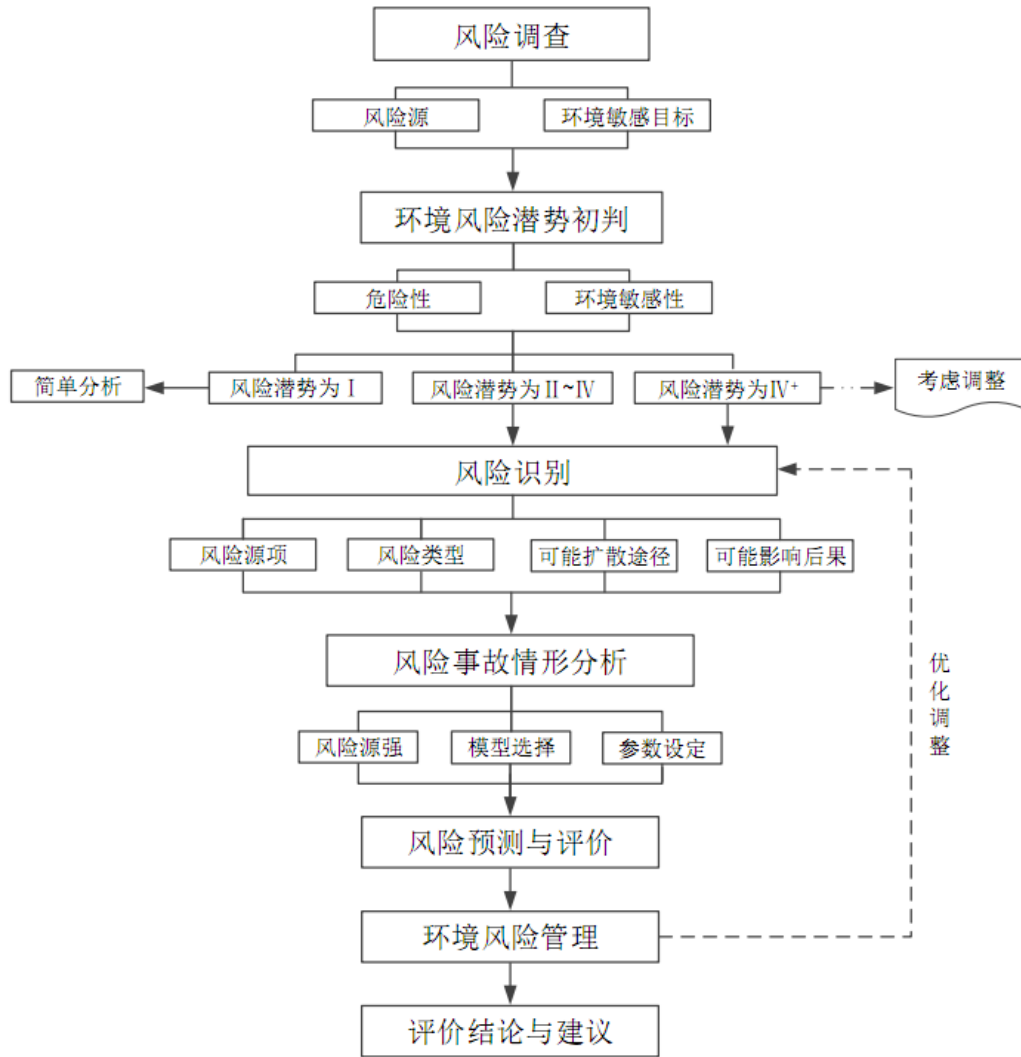 风险调查
风险源
环境敏感目标
环境风险潜势初判
危险性
环境敏感性
简单分析
风险潜势为Ⅰ
风险潜势为Ⅱ~Ⅳ
风险潜势为Ⅳ⁺
考虑调整
风险识别
风险源项
风险类型
可能扩散途径
可能影响后果
风险事故情形分析
优化调整
风险源强
模型选择
参数设定
风险预测与评价
环境风险管理
评价结论与建议